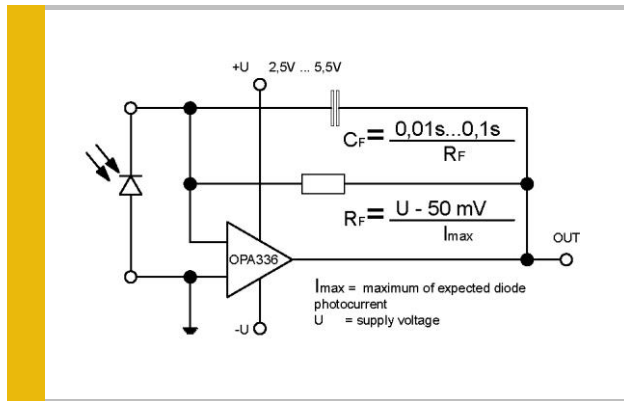 +U 2,5V ... 5,5V
CF= 0,01s...0,1s
RF
RF= U - 50 mV
Imax
OUT
OPA336
Imax = maximum of expected diode
photocurrent
U = supply voltage
-U